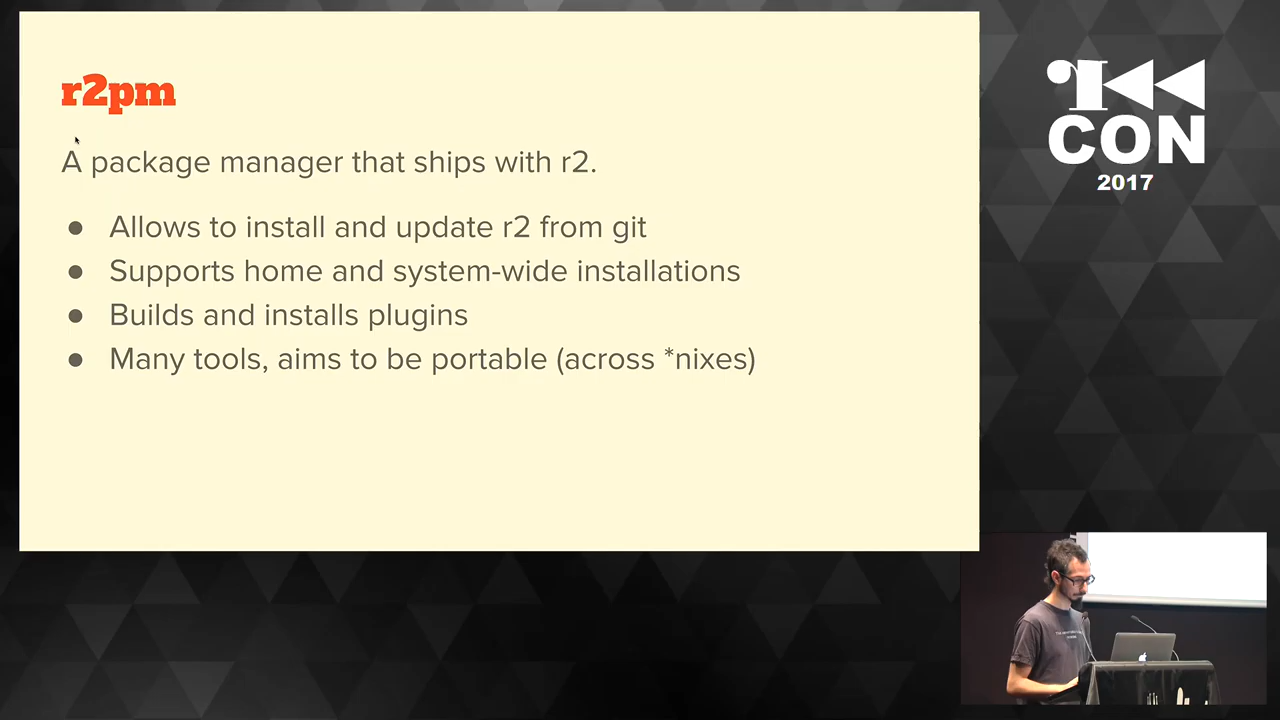 r2pm
A package manager that ships with r2.
● Allows to install and update r2 from git
● Supports home and system-wide installations
● Builds and installs plugins
● Many tools, aims to be portable (across *nixes)
CON
2017